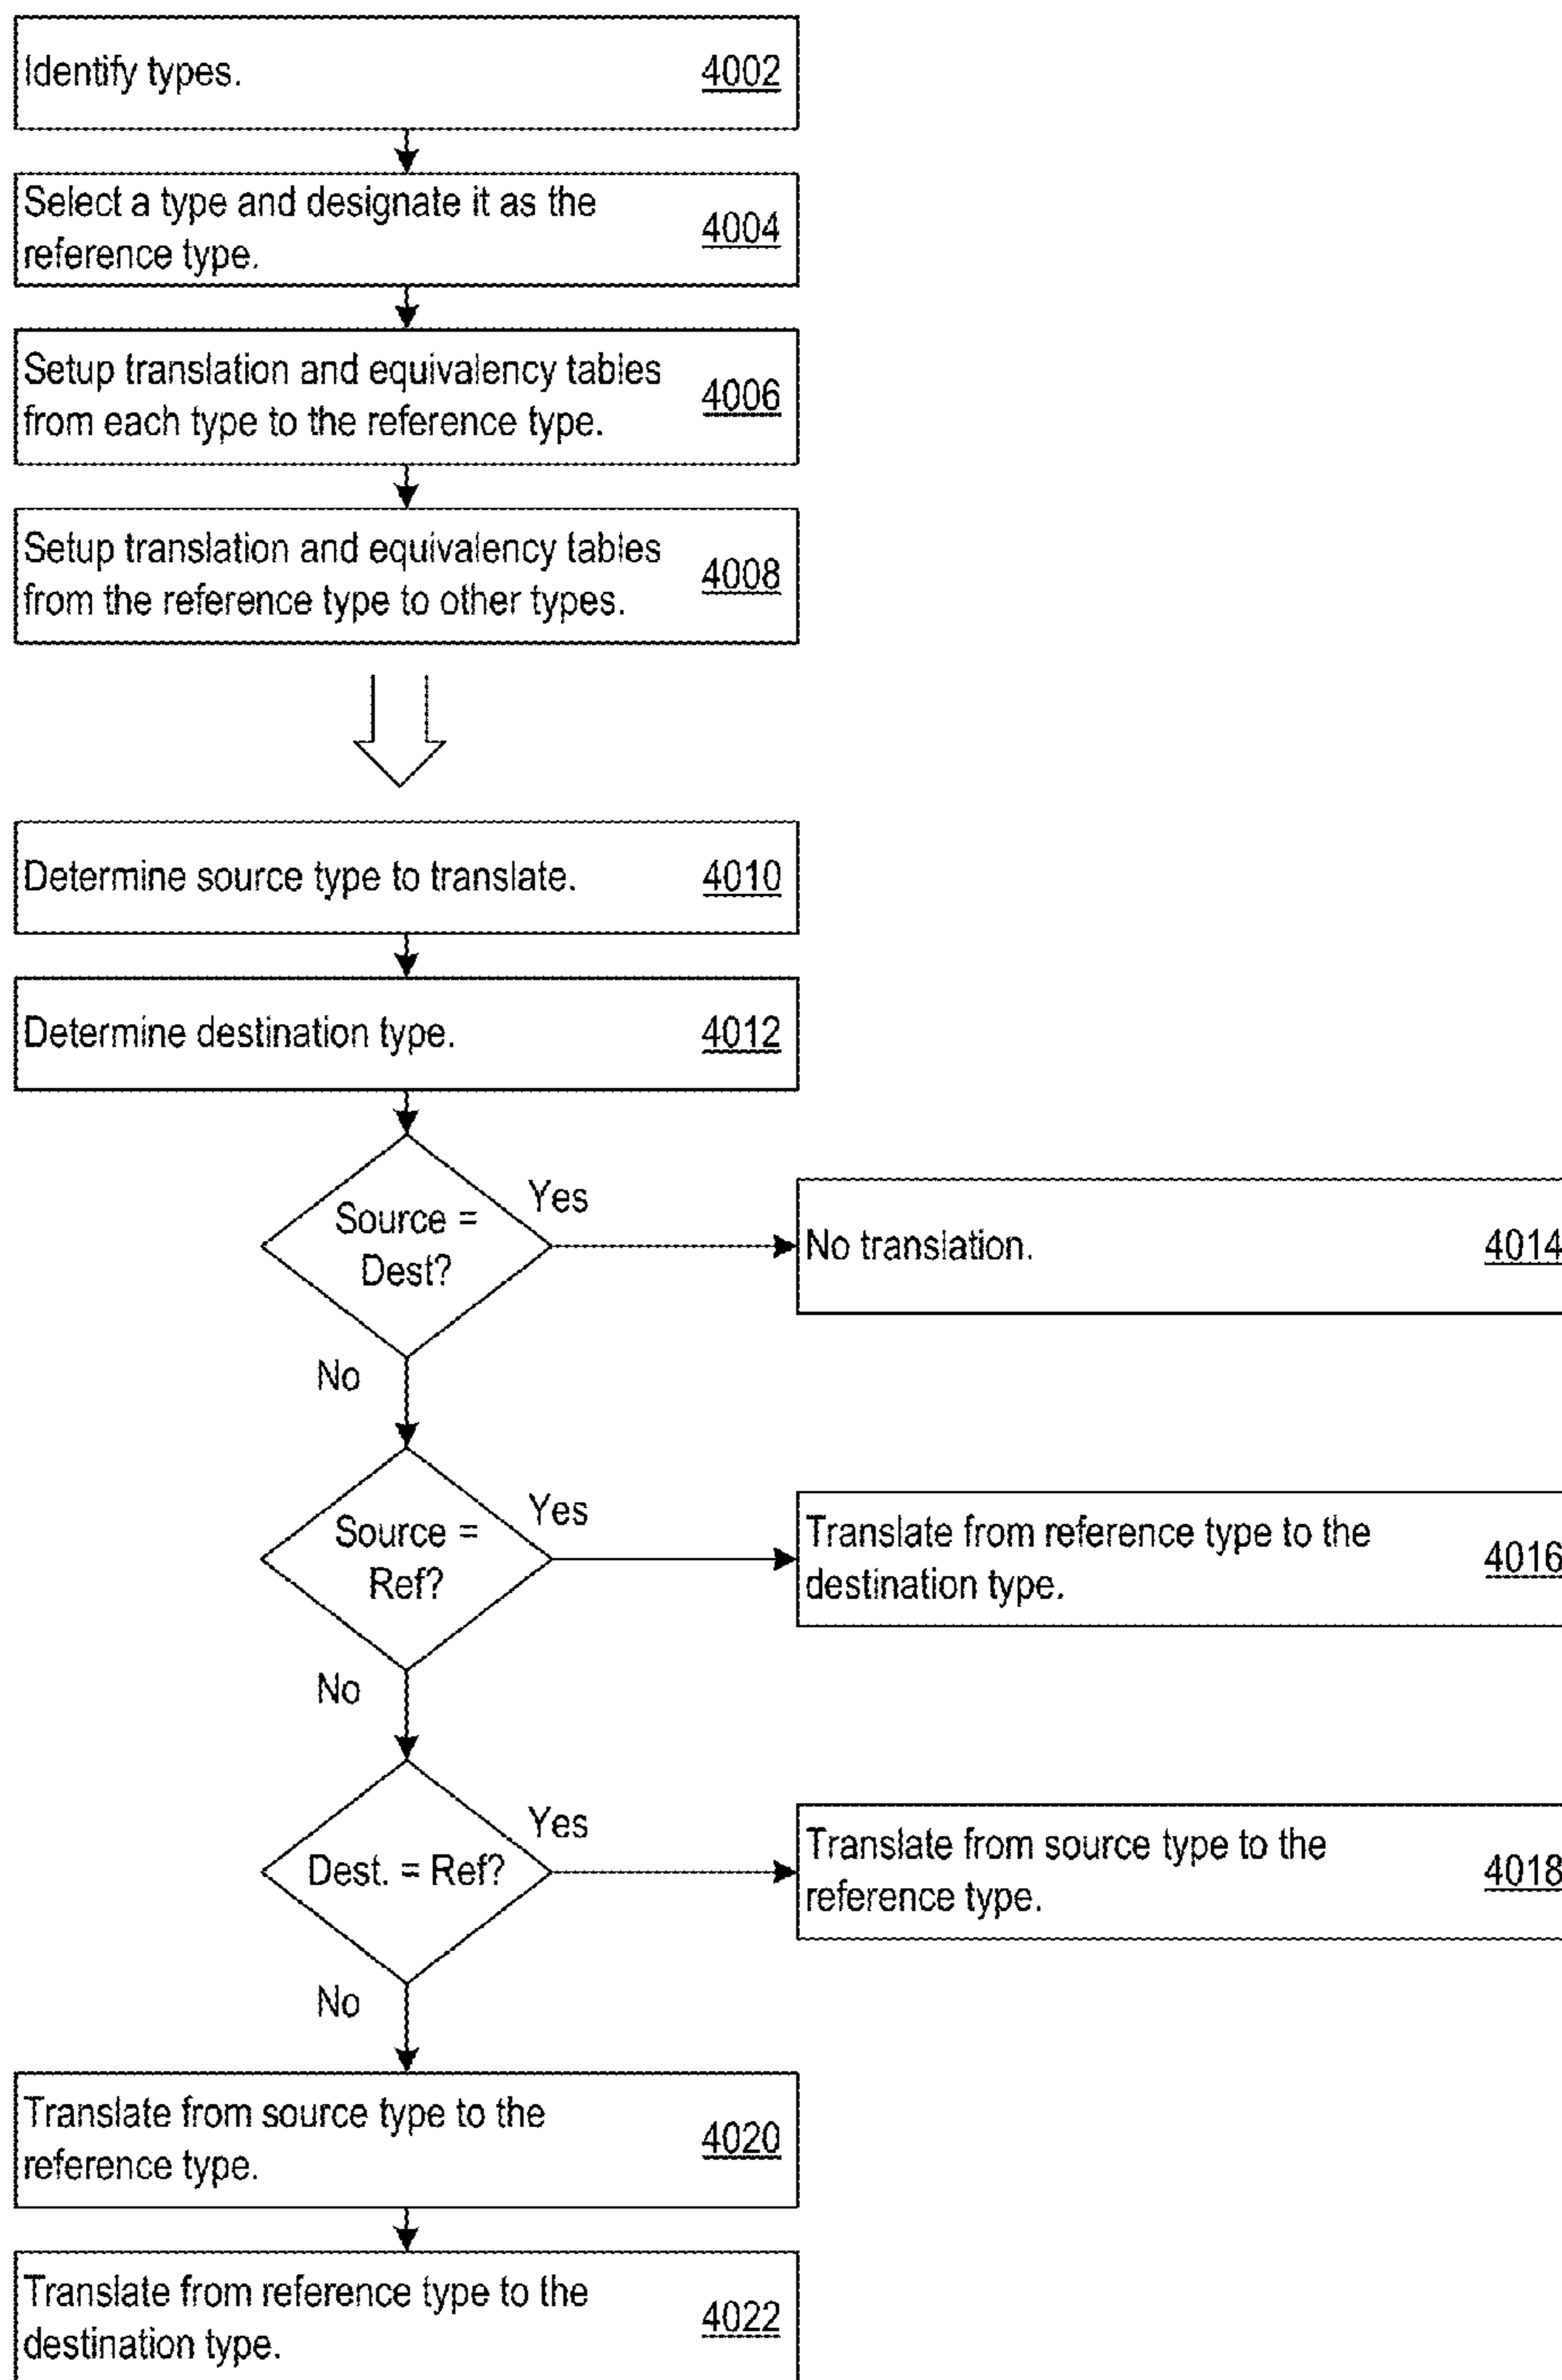 Identify types. 4002
Select a type and designate it as the
reference type. 4004
Setup translation and equivalency tables
from each type to the reference type. 4006
Setup translation and equivalency tables
from the reference type to other types. 4008
Determine source type to translate. 4010
Determine destination type. 4012
Source =
Dest?
Yes
No translation. 4014
No
Source =
Ref?
Yes
Translate from reference type to the
destination type. 4016
No
Dest. = Ref?
Yes
Translate from source type to the
reference type. 4018
No
Translate from source type to the
reference type. 4020
Translate from reference type to the
destination type. 4022